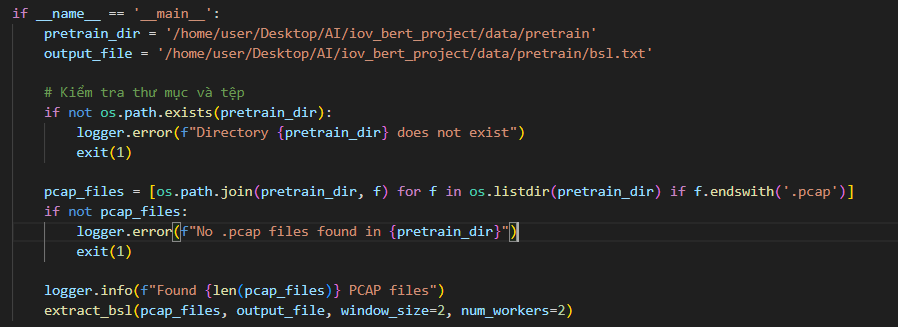 if __name__ == '__main__':
    pretrain_dir = '/home/user/Desktop/AI/iov_bert_project/data/pretrain'
    output_file = '/home/user/Desktop/AI/iov_bert_project/data/pretrain/bsl.txt'

    # Kiểm tra thư mục và tệp
    if not os.path.exists(pretrain_dir):
        logger.error(f"Directory {pretrain_dir} does not exist")
        exit(1)

    pcap_files = [os.path.join(pretrain_dir, f) for f in os.listdir(pretrain_dir) if f.endswith('.pcap')]
    if not pcap_files:
        logger.error(f"No .pcap files found in {pretrain_dir}")
        exit(1)

    logger.info(f"Found {len(pcap_files)} PCAP files")
    extract_bsl(pcap_files, output_file, window_size=2, num_workers=2)